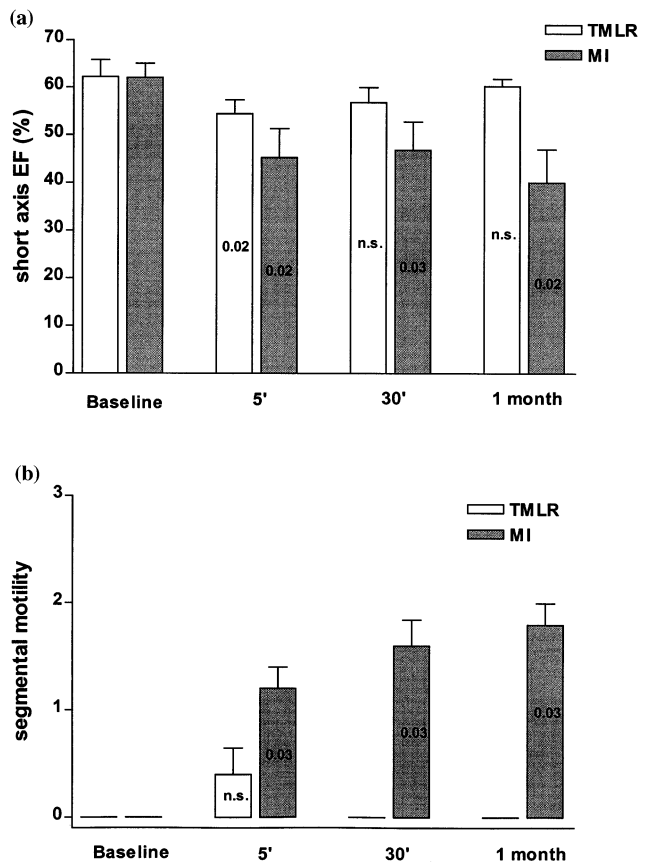 (a)
TMLR
MI
short axis EF (%)
70
60
50
40
30
20
10
0
0.02
0.02
n.s.
0.03
n.s.
0.02
Baseline
5'
30'
1 month
(b)
TMLR
MI
segmental motility
3
2
1
0
n.s.
0.03
0.03
0.03
Baseline
5'
30'
1 month